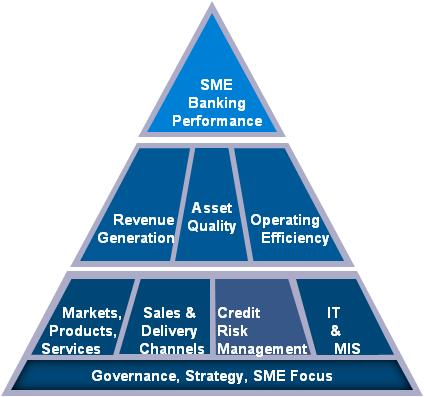 SME
Banking
Performance
Revenue
Generation
Asset
Quality
Operating
Efficiency
Markets,
Products,
Services
Sales &
Delivery
Channels
Credit
Risk
Management
IT
&
MIS
Governance, Strategy, SME Focus